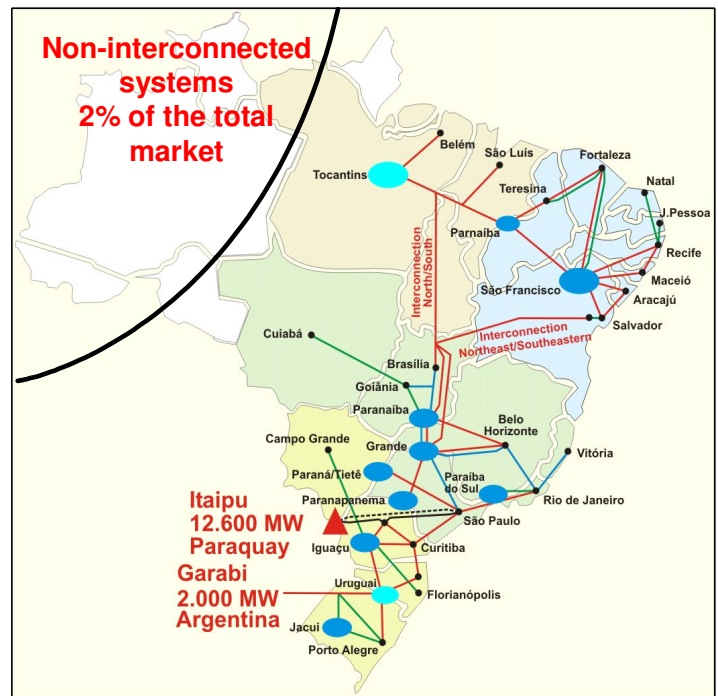 Non-interconnected
systems
2% of the total
market
Belém
São Luís
Fortaleza
Tocantins
Teresina
Natal
J.Pessoa
Parnaíba
Recife
Interconnection
North/South
São Francisco
Maceió
Aracajú
Salvador
Interconnection
Northeast/Southeastern
Cuiabá
Brasília
Goiânia
Paranaíba
Belo
Horizonte
Campo Grande
Grande
Vitória
Paraná/Tietê
Paraíba
do Sul
Paranapanema
Rio de Janeiro
São Paulo
Itaipu
12.600 MW
Paraquay
Iguaçu
Curitiba
Garabi
2.000 MW
Argentina
Uruguai
Florianópolis
Jacui
Porto Alegre